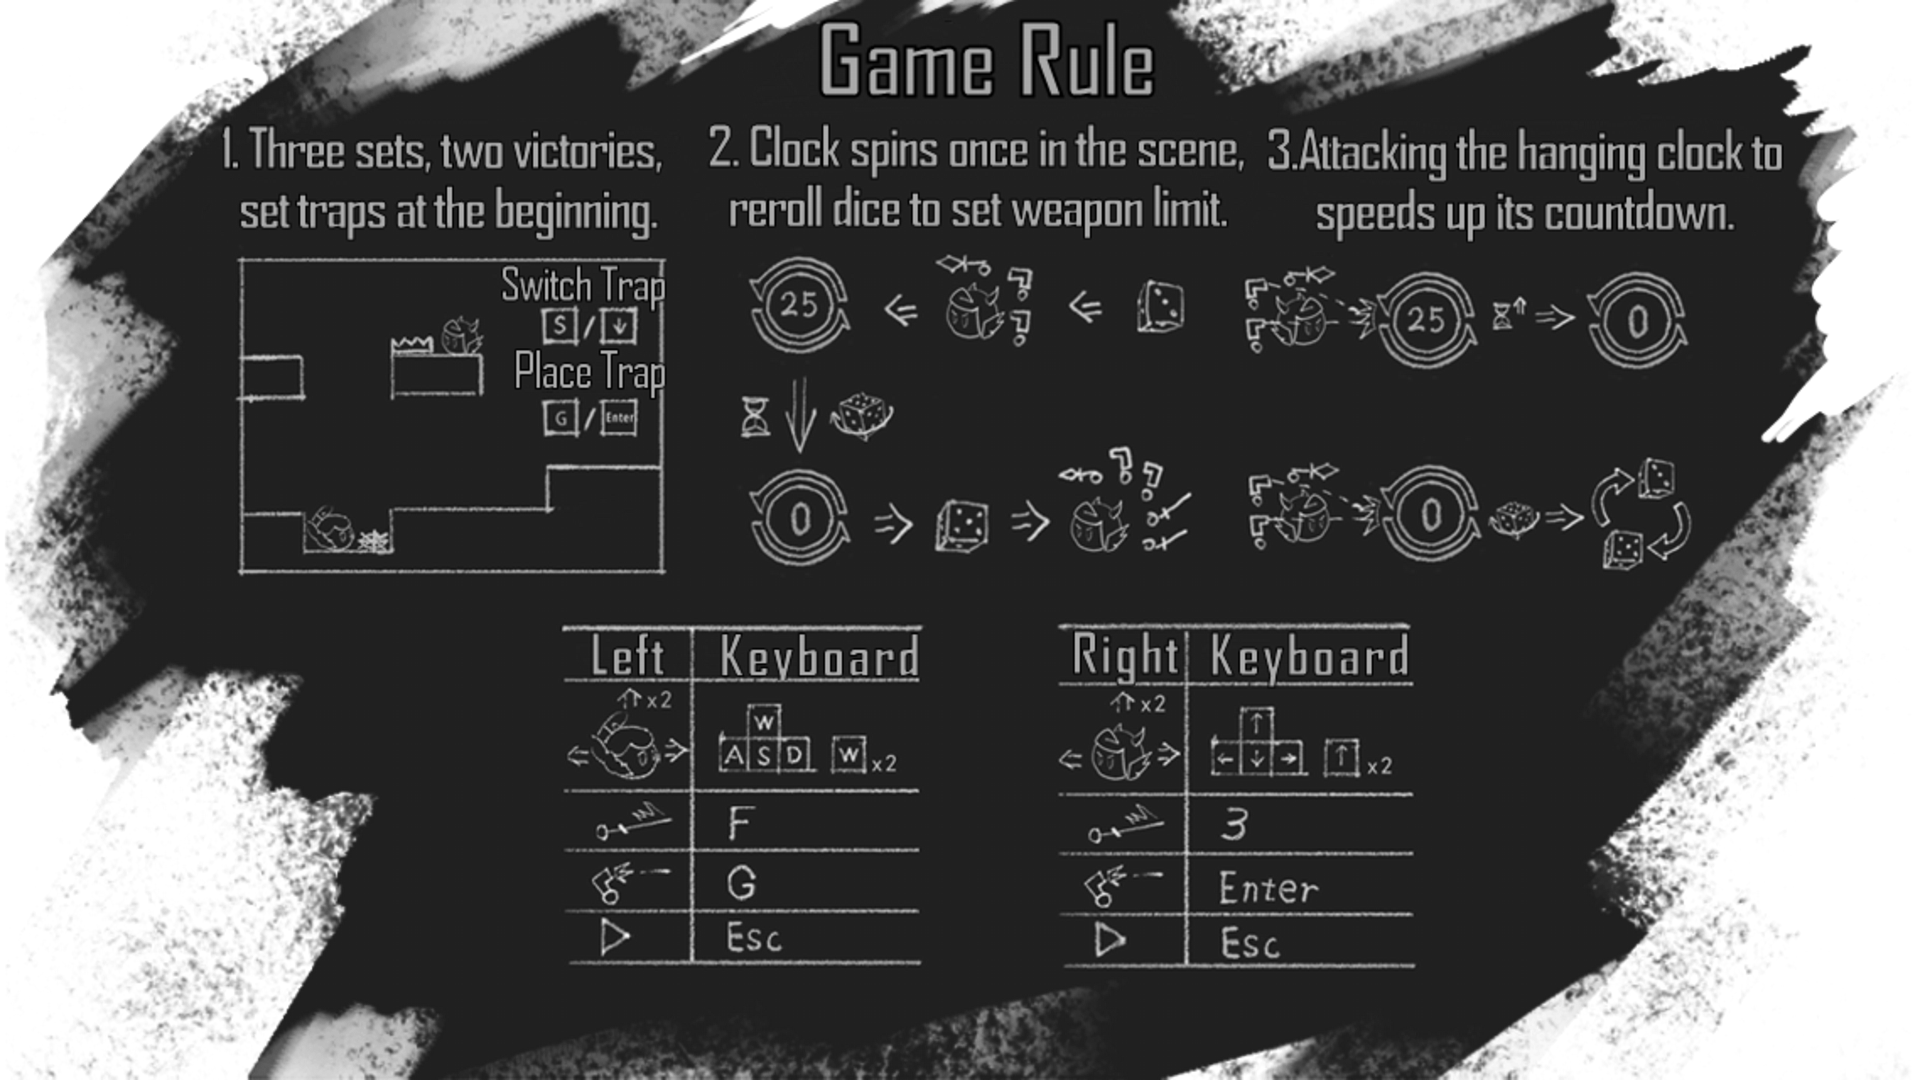 Game Rule
1. Three sets, two victories,
set traps at the beginning.
2. Clock spins once in the scene,
reroll dice to set weapon limit.
3.Attacking the hanging clock to
speeds up its countdown.
Switch Trap
S / ↓
Place Trap
G / Enter
25
0
25
0
0
Left Keyboard
x2
W
A S D W x2
F
G
Esc
Right Keyboard
x2
↑
← ↓ → ↑ x2
3
Enter
Esc